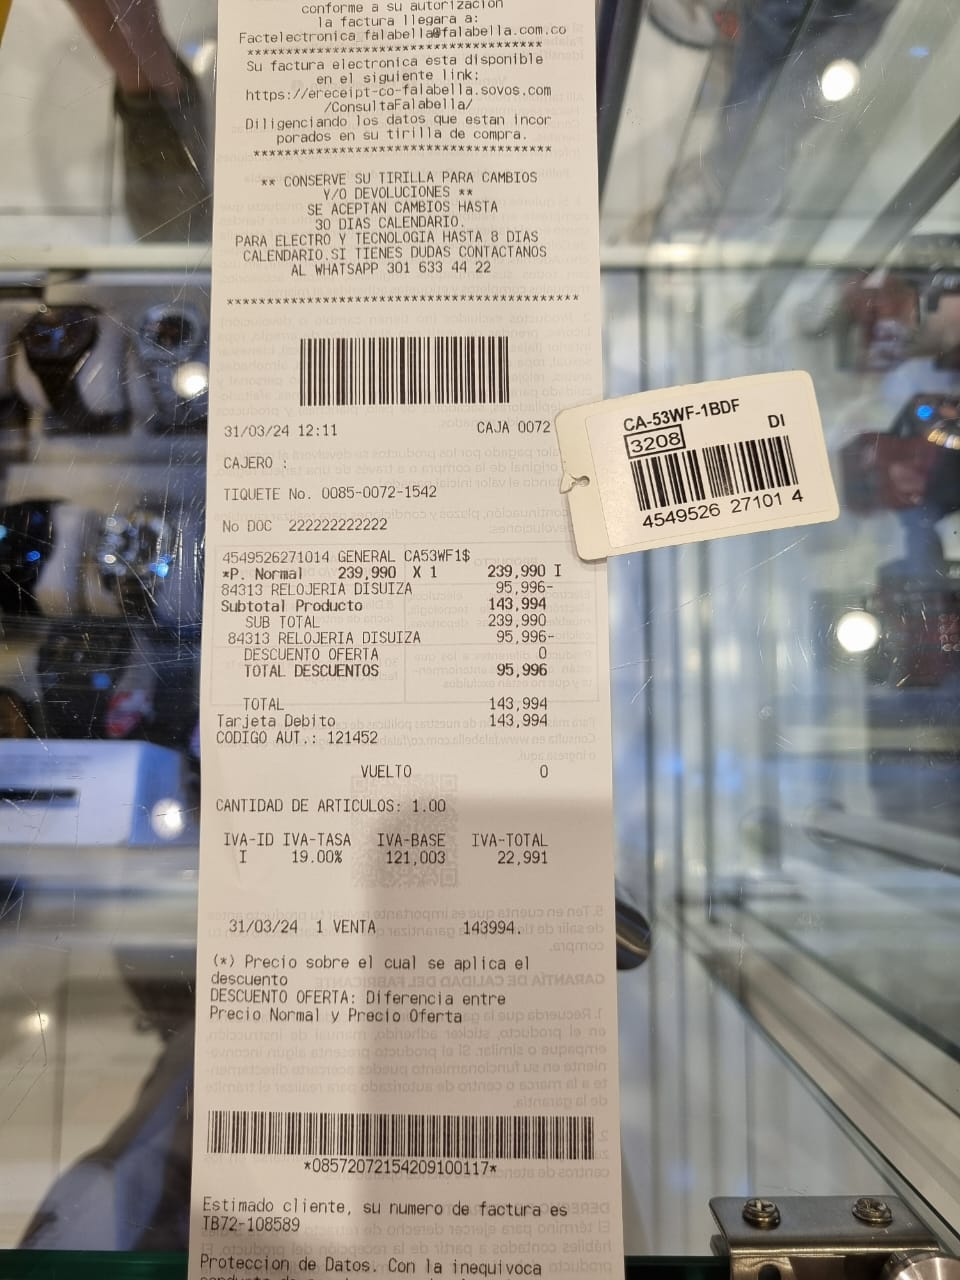 conforme a su autorizacion
la factura llegara a:
Factelectronica_falabella@falabella.com.co
*************************************
Su factura electronica esta disponible
en el siguiente link:
https://ereceipt-co-falabella.sovos.com
/ConsultaFalabella/
Diligenciando los datos que estan incor
porados en su tirilla de compra.
*************************************
** CONSERVE SU TIRILLA PARA CAMBIOS
Y/O DEVOLUCIONES **
SE ACEPTAN CAMBIOS HASTA
30 DIAS CALENDARIO.
PARA ELECTRO Y TECNOLOGIA HASTA 8 DIAS
CALENDARIO.SI TIENES DUDAS CONTACTANOS
AL WHATSAPP 301 633 44 22
********************************************
31/03/24 12:11 CAJA 0072
CAJERO :
TIQUETE No. 0085-0072-1542
No DOC 222222222222
4549526271014 GENERAL CA53WF1$
*P. Normal 239,990 X 1 239,990 I
84313 RELOJERIA DISUIZA 95,996-
Subtotal Producto 143,994
SUB TOTAL 239,990
84313 RELOJERIA DISUIZA 95,996-
DESCUENTO OFERTA 0
TOTAL DESCUENTOS 95,996
TOTAL 143,994
Tarjeta Debito 143,994
CODIGO AUT.: 121452
VUELTO 0
CANTIDAD DE ARTICULOS: 1.00
IVA-ID IVA-TASA IVA-BASE IVA-TOTAL
I 19.00% 121,003 22,991
31/03/24 1 VENTA 143994.
(*) Precio sobre el cual se aplica el
descuento
DESCUENTO OFERTA: Diferencia entre
Precio Normal y Precio Oferta
*08572072154209100117*
Estimado cliente, su numero de factura es
TB72-108589
Proteccion de Datos. Con la inequivoca
CA-53WF-1BDF
3208 DI
4549526 27101 4